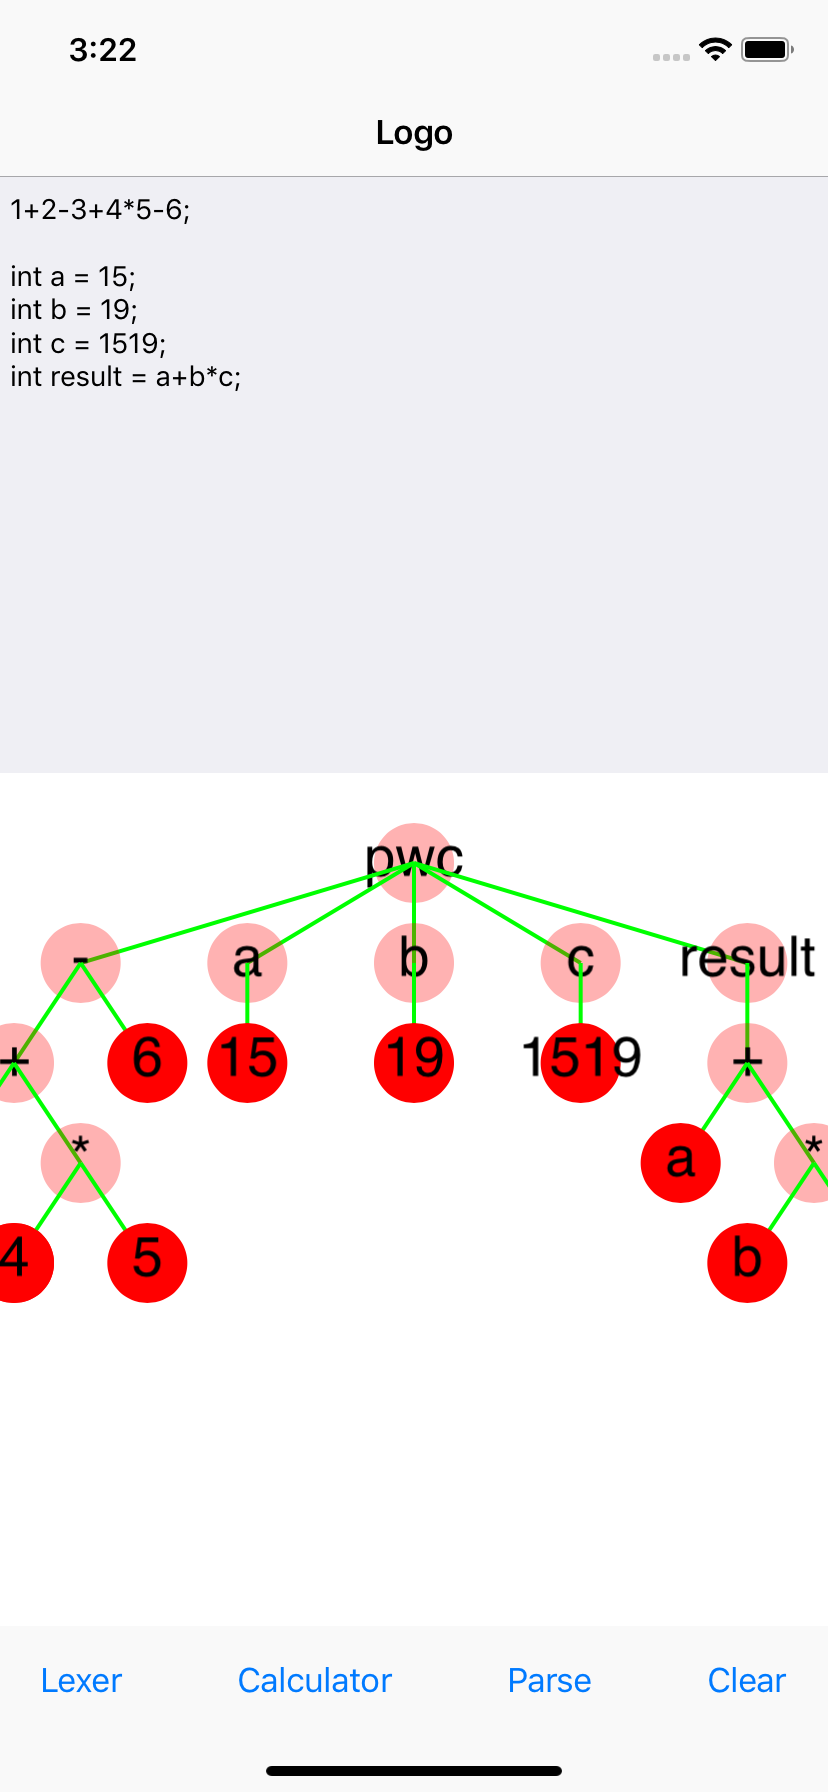 3:22
Logo
1+2-3+4*5-6;
int a = 15;
int b = 19;
int c = 1519;
int result = a+b*c;
pwc
- a b c result
+ 6 15 19 1519 +
* a *
4 5 b
Lexer Calculator Parse Clear